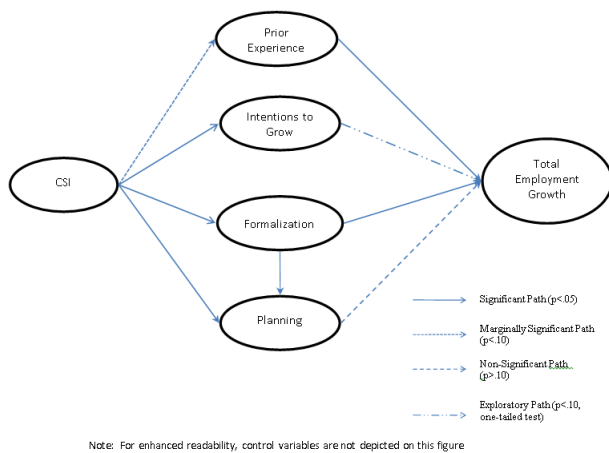 Prior
Experience
Intentions to
Grow
CSI
Total
Employment
Growth
Formalization
Planning
Significant Path (p<.05)
Marginally Significant Path
(p<.10)
Non-Significant Path
(p>.10)
Exploratory Path (p<.10,
one-tailed test)
Note: For enhanced readability, control variables are not depicted on this figure